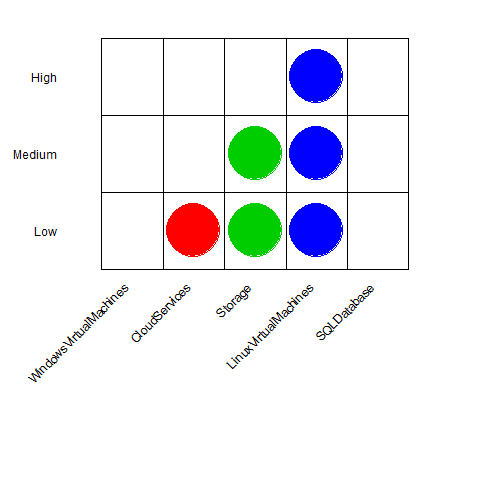 High
Medium
Low
WindowsVirtualMachines
CloudServices
Storage
LinuxVirtualMachines
SQLDatabase